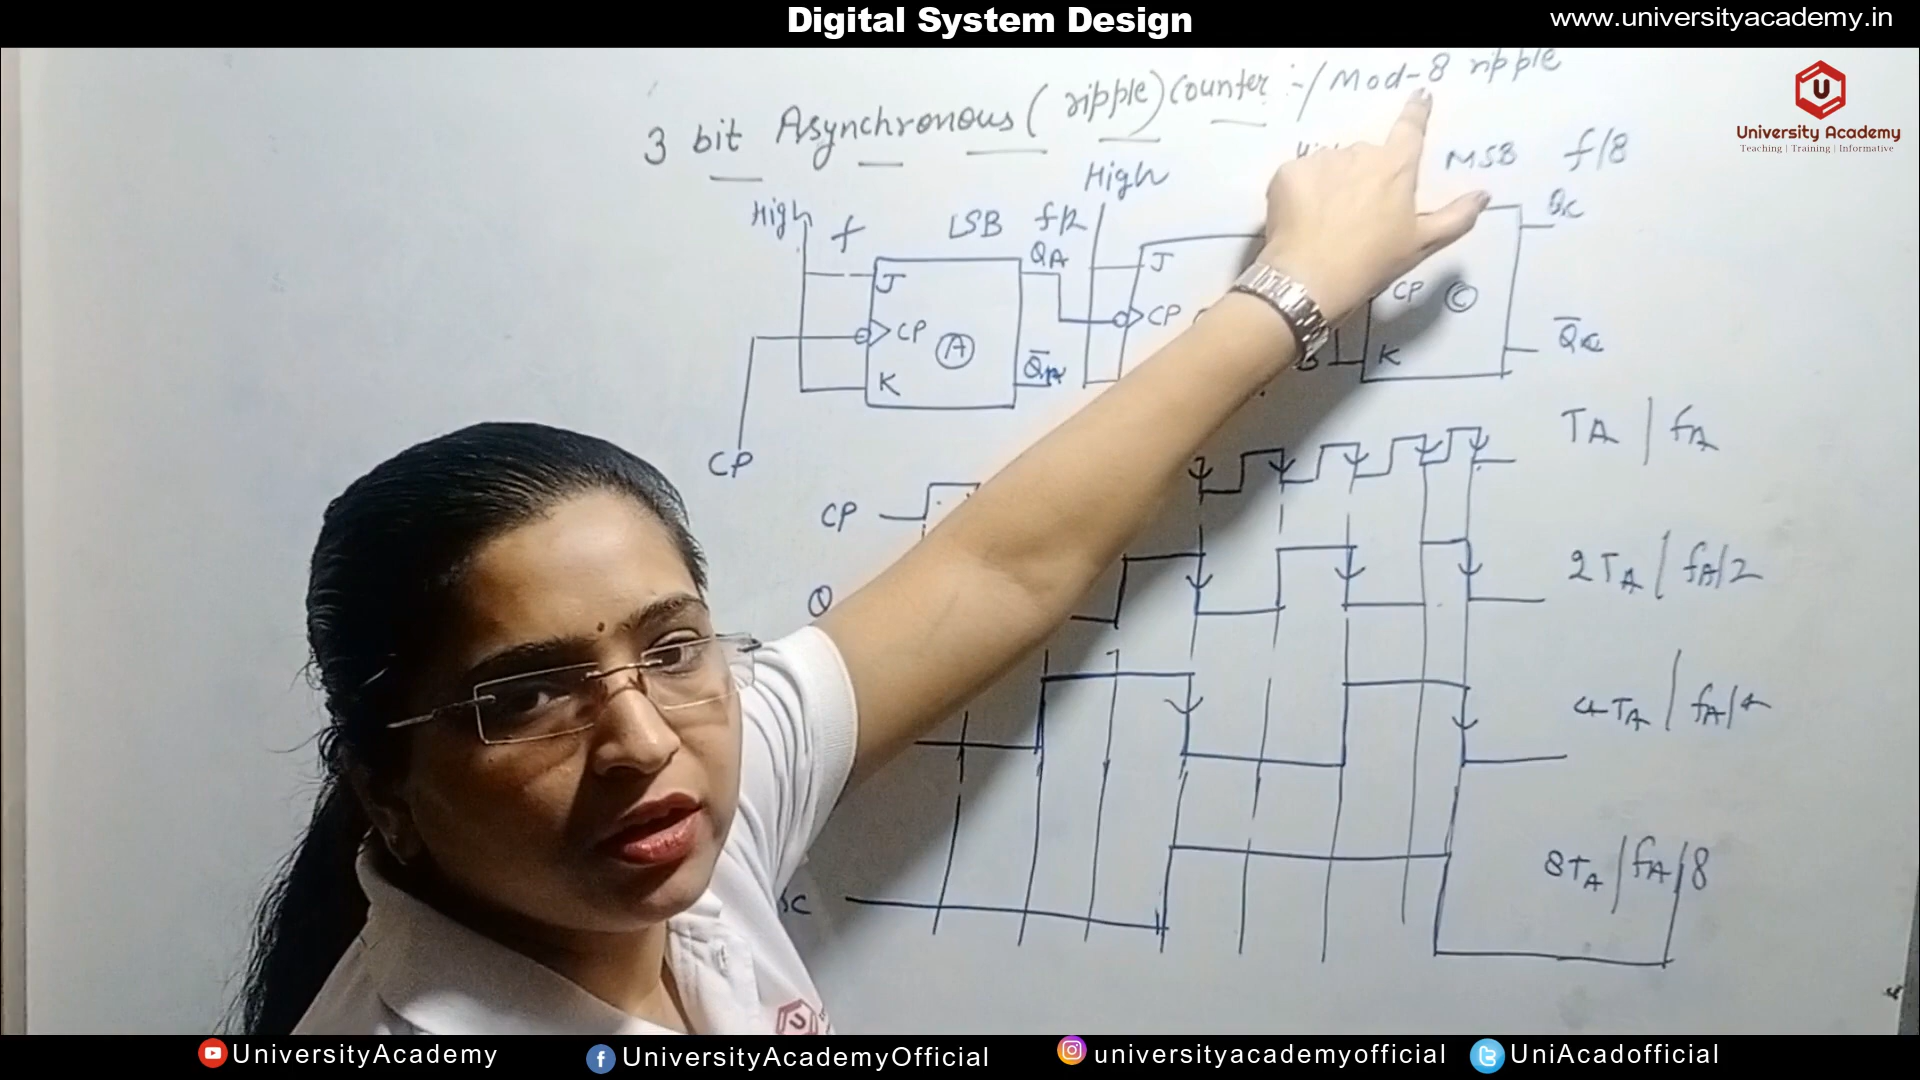 Digital System Design
www.universityacademy.in
3 bit Asynchronous (ripple) Counter :-/ Mod-8 ripple
U
University Academy
Teaching | Training | Informative
High
MSB f/8
High f LSB f/2
QA
QC
J
J
CP
CP
CP
A
C
K
Q̅A
K
Q̅C
CP
TA / fA
CP
2TA / fA/2
Q
4TA / fA/4
8TA / fA/8
UniversityAcademy
UniversityAcademyOfficial
universityacademyofficial
UniAcadofficial